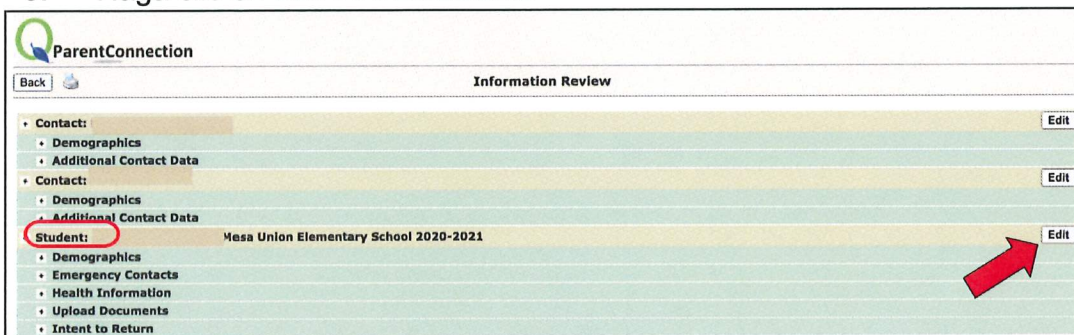 ParentConnection
Back Information Review
Contact: Edit
Demographics
Additional Contact Data
Contact: Edit
Demographics
Additional Contact Data
Student: Mesa Union Elementary School 2020-2021 Edit
Demographics
Emergency Contacts
Health Information
Upload Documents
Intent to Return